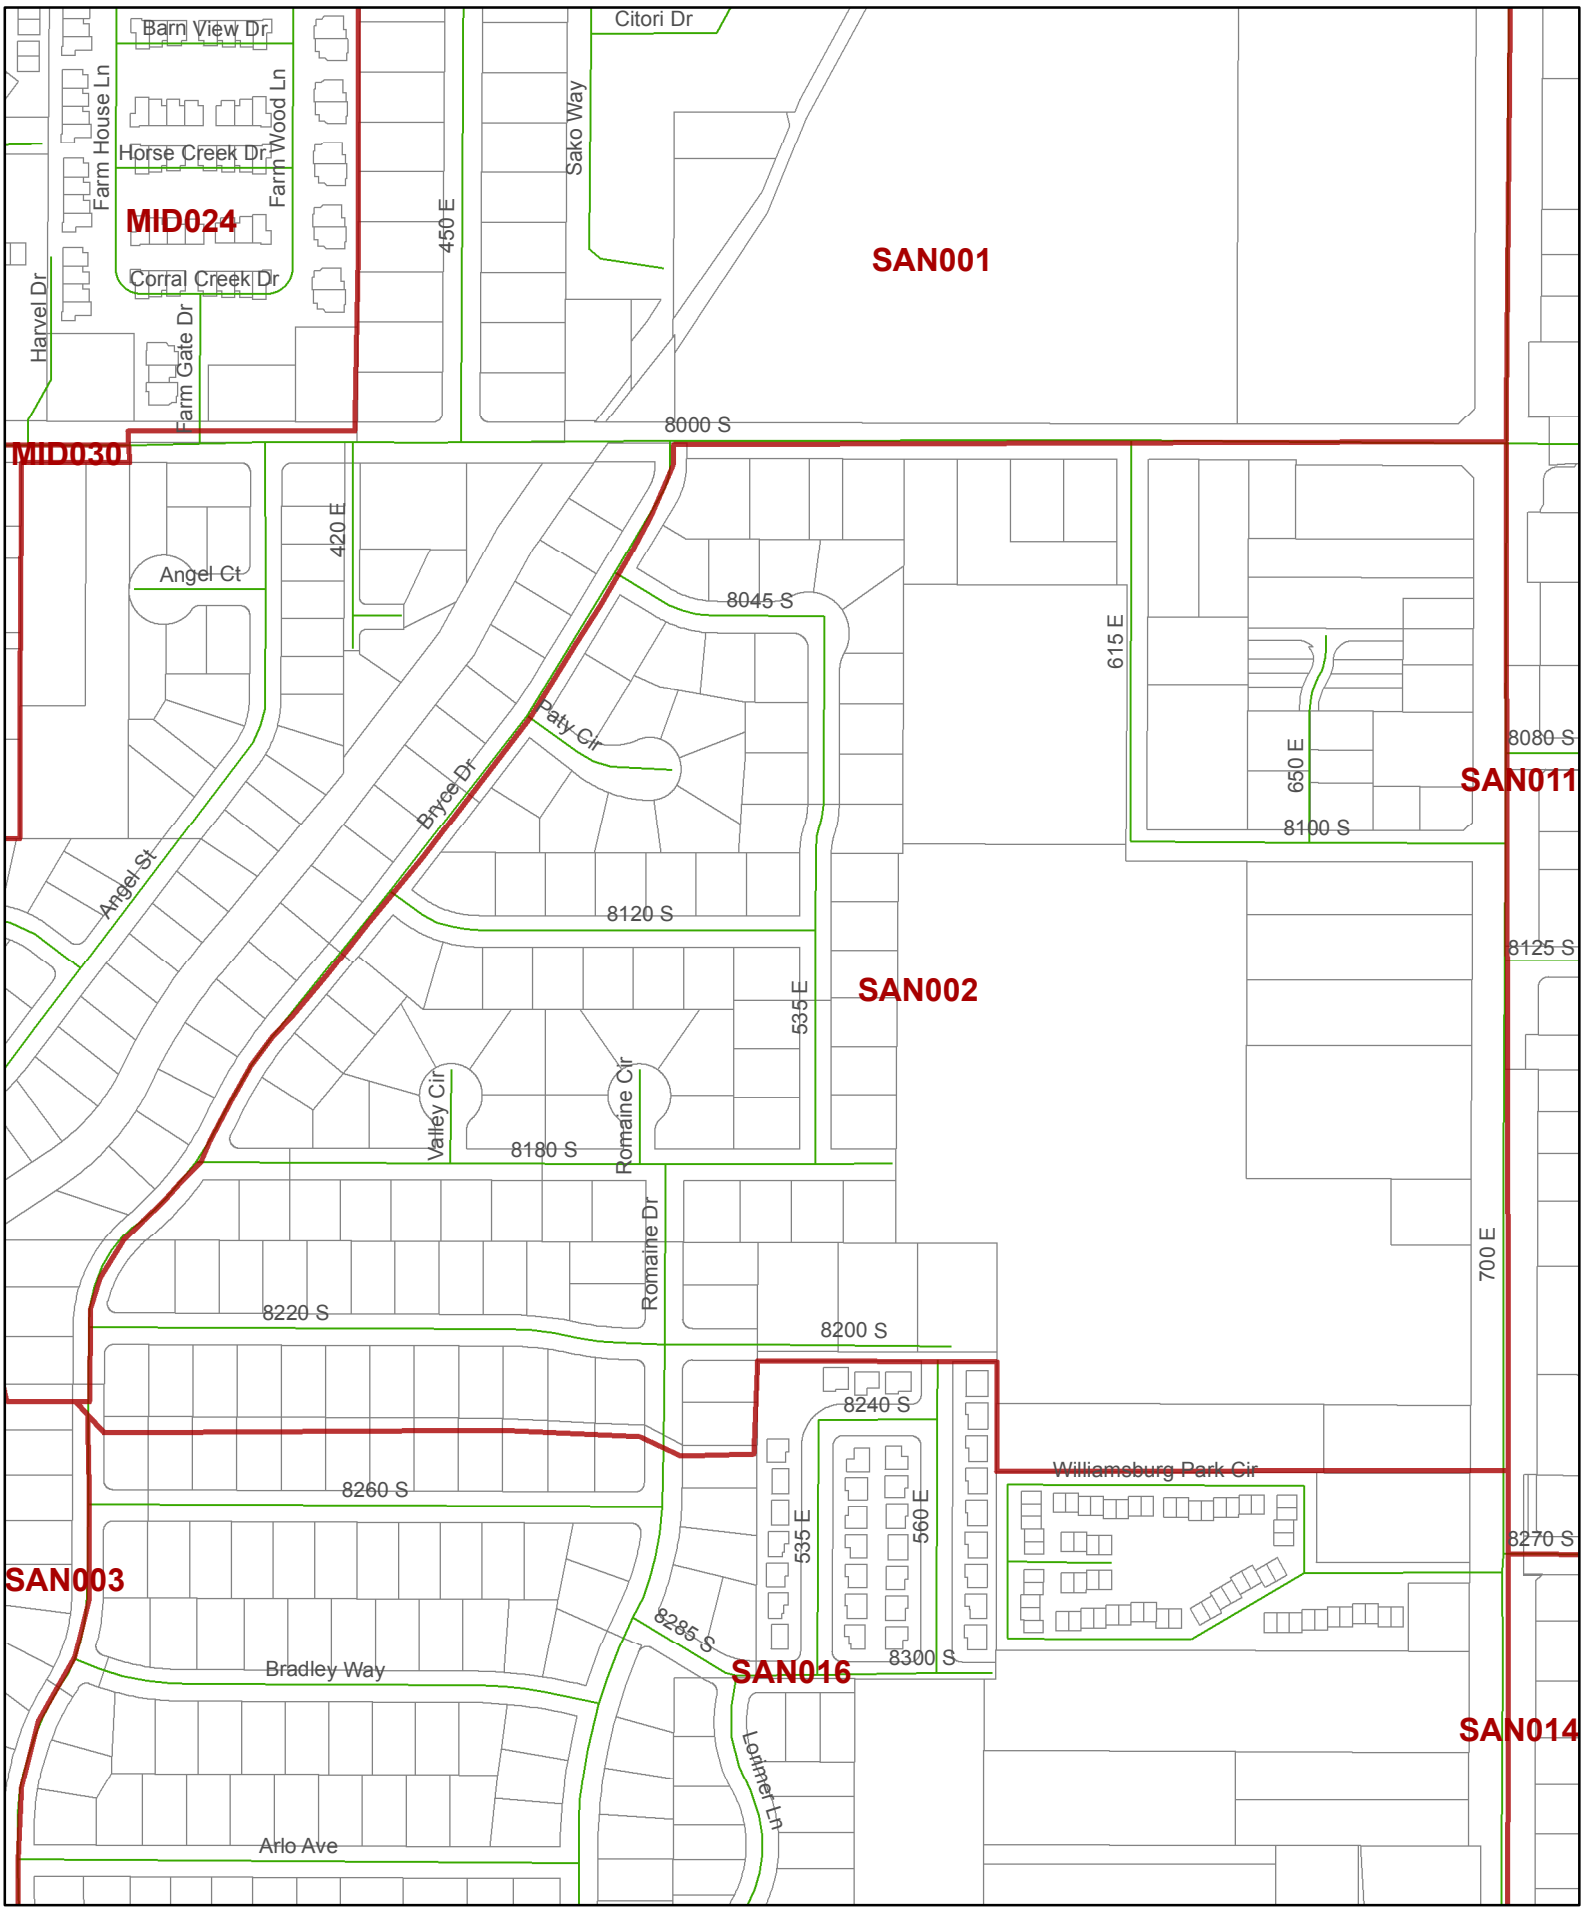 Citori Dr
Barn View Dr
Farm House Ln
Farm Wood Ln
Sako Way
Horse Creek Dr
MID024
450 E
SAN001
Corral Creek Dr
Harvel Dr
Farm Gate Dr
8000 S
MID030
420 E
Angel Ct
8045 S
615 E
Paty Cir
8080 S
650 E
SAN011
Bryce Dr
8100 S
Angel St
8120 S
8125 S
535 E
SAN002
Valley Cir
Romaine Cir
8180 S
Romaine Dr
700 E
8220 S
8200 S
8240 S
Williamsburg Park Cir
8260 S
560 E
535 E
8270 S
SAN003
8285 S
8300 S
Bradley Way
SAN016
SAN014
Lorimer Ln
Arlo Ave